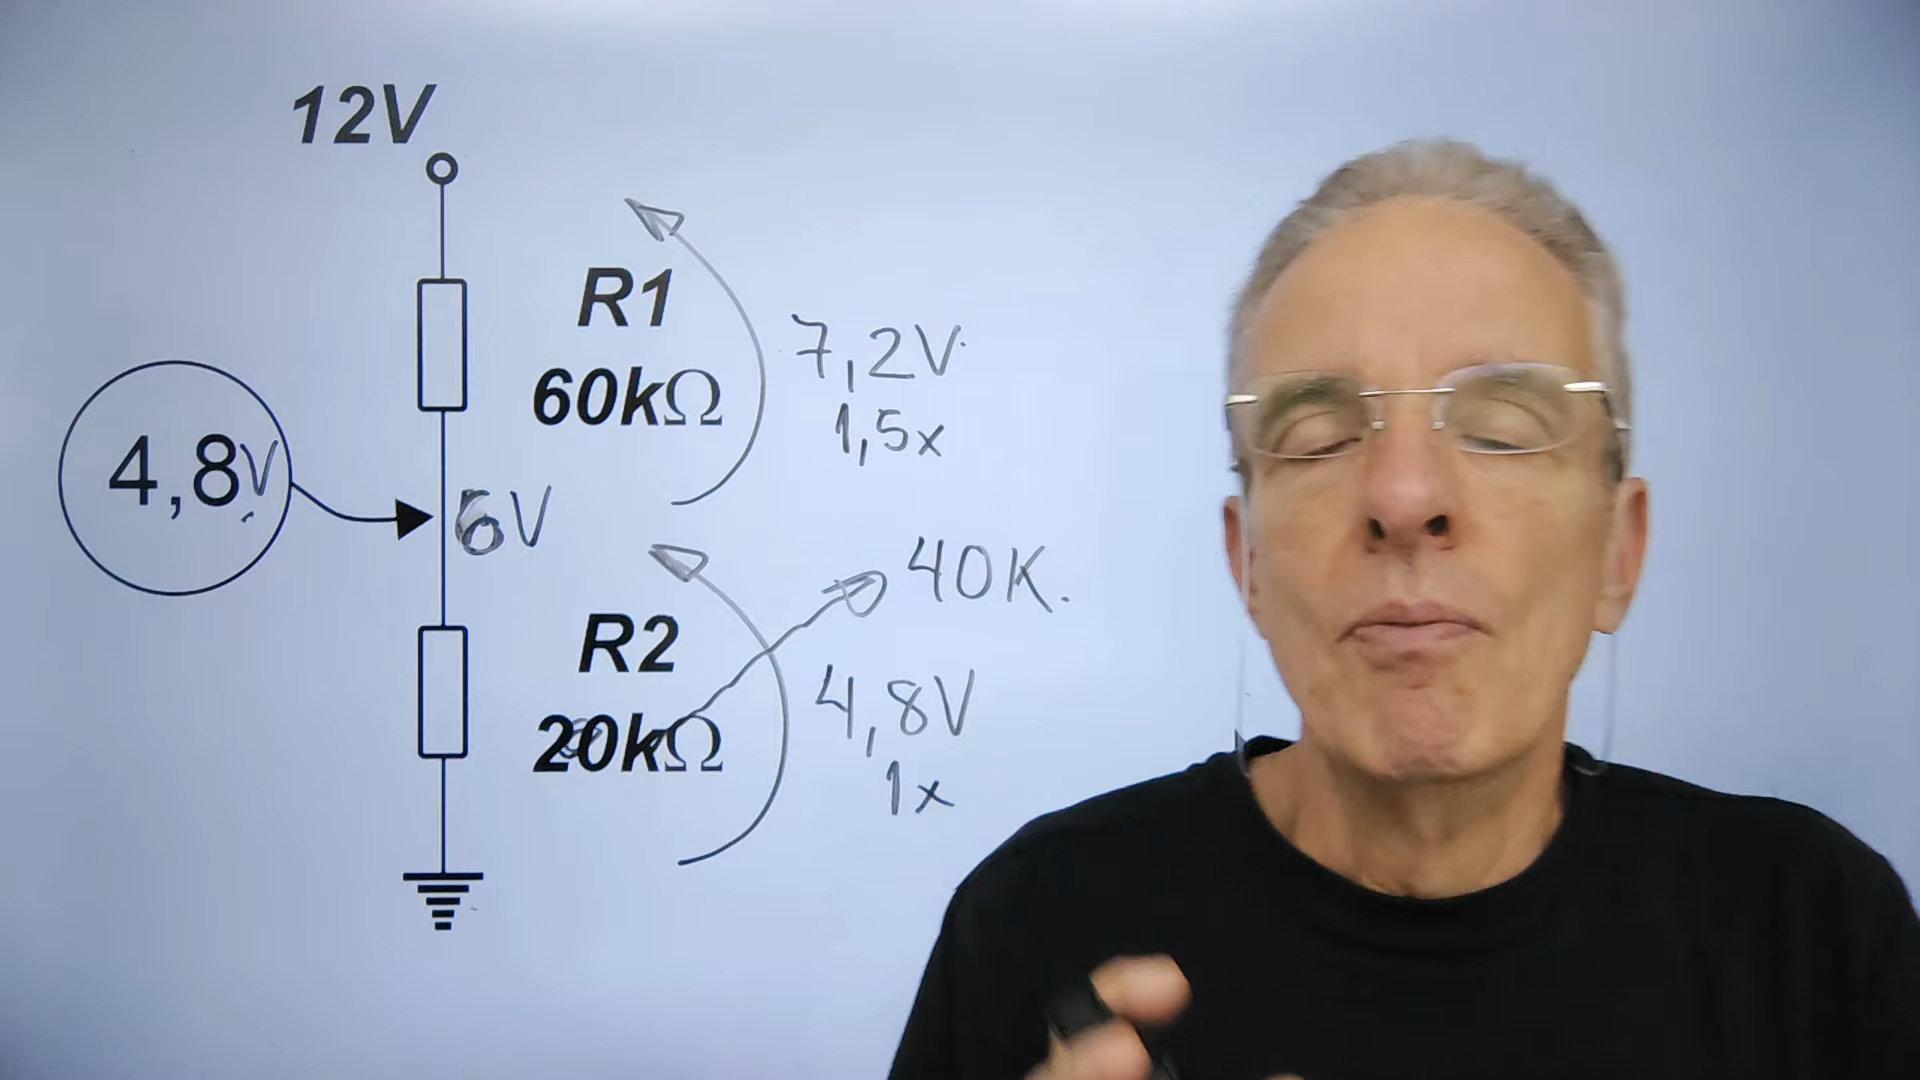 12V
R1
60kΩ
7,2V
1,5x
4,8V
6V
40K.
R2
20kΩ
4,8V
1x